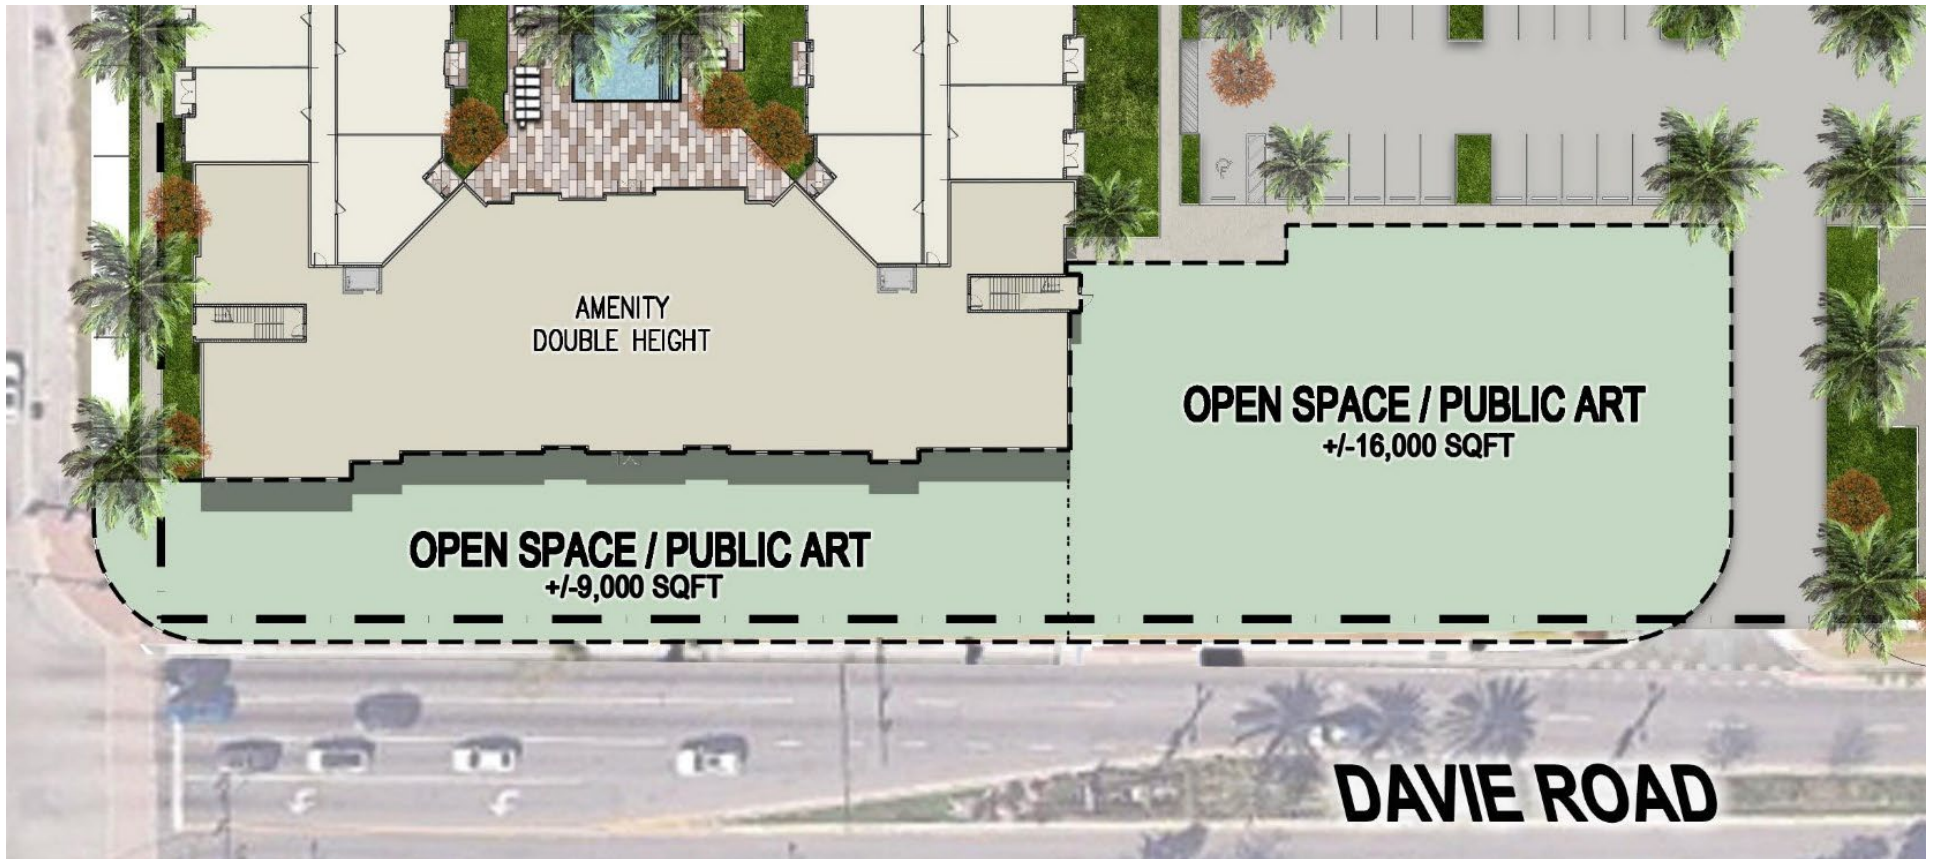 AMENITY
DOUBLE HEIGHT
OPEN SPACE / PUBLIC ART
+/-16,000 SQFT
OPEN SPACE / PUBLIC ART
+/-9,000 SQFT
DAVIE ROAD